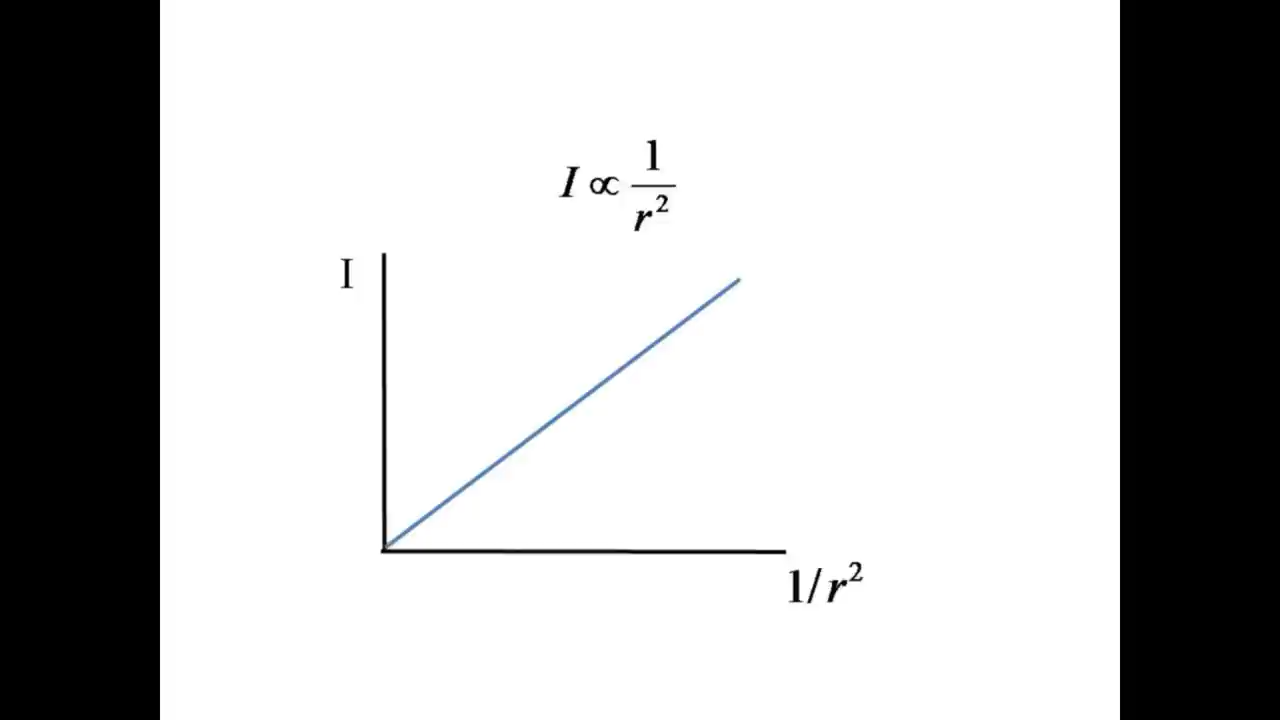 I ∝ 1/r²
I
1/r²